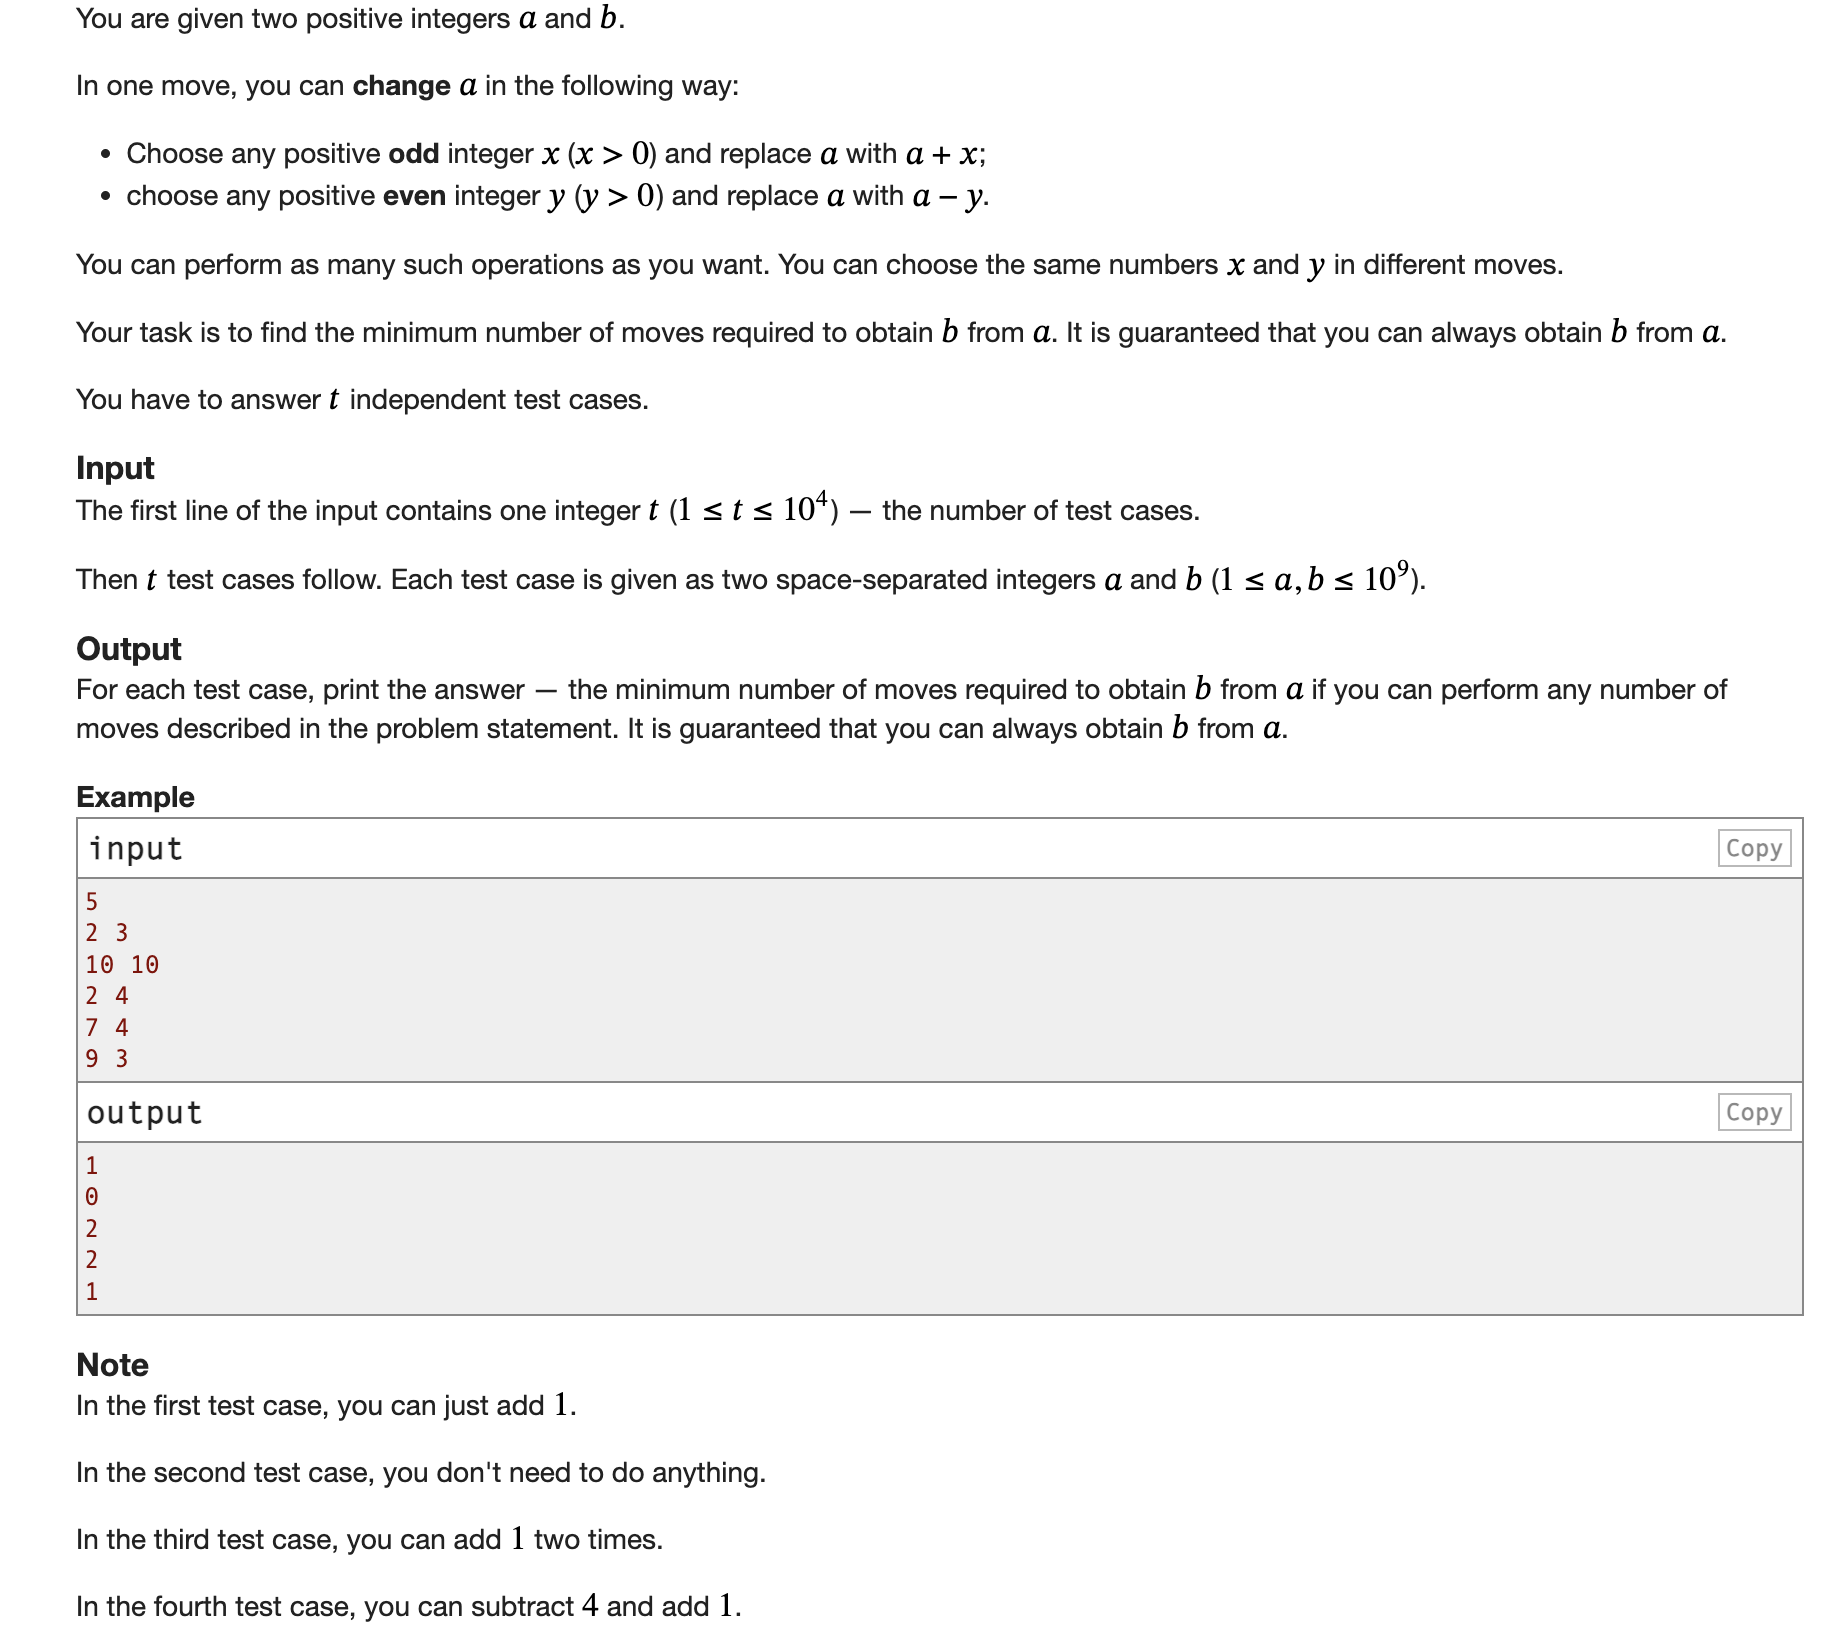 You are given two positive integers a and b.
In one move, you can change a in the following way:
• Choose any positive odd integer x (x > 0) and replace a with a + x;
• choose any positive even integer y (y > 0) and replace a with a − y.
You can perform as many such operations as you want. You can choose the same numbers x and y in different moves.
Your task is to find the minimum number of moves required to obtain b from a. It is guaranteed that you can always obtain b from a.
You have to answer t independent test cases.
Input
The first line of the input contains one integer t (1 ≤ t ≤ 10⁴) — the number of test cases.
Then t test cases follow. Each test case is given as two space-separated integers a and b (1 ≤ a, b ≤ 10⁹).
Output
For each test case, print the answer — the minimum number of moves required to obtain b from a if you can perform any number of
moves described in the problem statement. It is guaranteed that you can always obtain b from a.
Example
input Copy
5
2 3
10 10
2 4
7 4
9 3
output Copy
1
0
2
2
1
Note
In the first test case, you can just add 1.
In the second test case, you don't need to do anything.
In the third test case, you can add 1 two times.
In the fourth test case, you can subtract 4 and add 1.